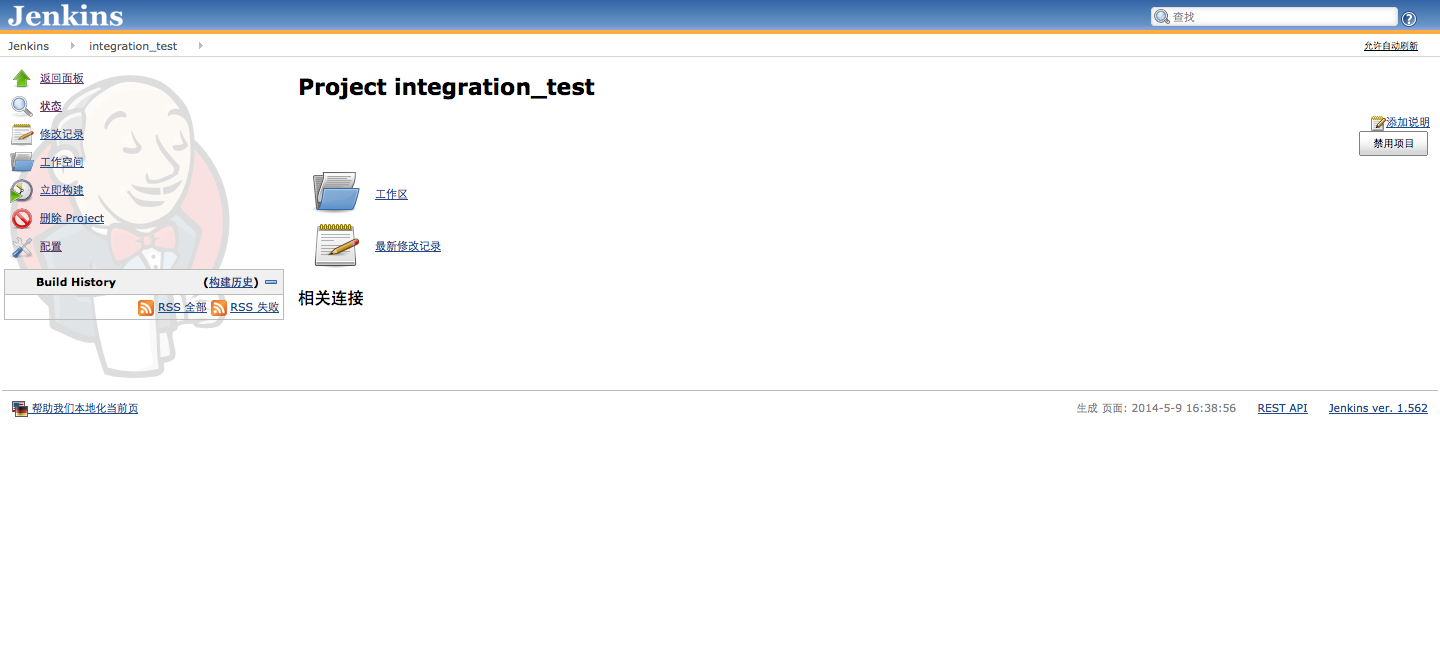 Jenkins
查找
Jenkins integration_test
允许自动刷新
返回面板
状态
修改记录
工作空间
立即构建
删除 Project
配置
Build History (构建历史)
RSS 全部 RSS 失败
Project integration_test
添加说明
禁用项目
工作区
最新修改记录
相关连接
帮助我们本地化当前页
生成 页面: 2014-5-9 16:38:56 REST API Jenkins ver. 1.562